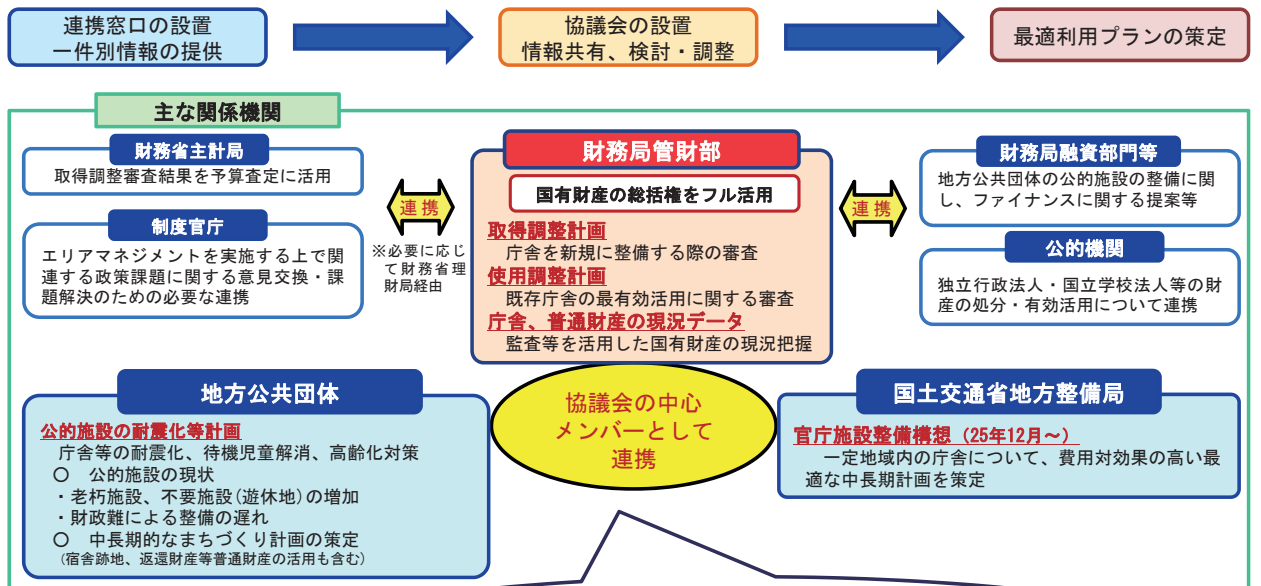 連携窓口の設置
一件別情報の提供
協議会の設置
情報共有、検討・調整
最適利用プランの策定
主な関係機関
財務省主計局
取得調整審査結果を予算査定に活用
制度官庁
エリアマネジメントを実施する上で関
連する政策課題に関する意見交換・課
題解決のための必要な連携
連携
※必要に応じ
て財務省理
財局経由
財務局管財部
国有財産の総括権をフル活用
取得調整計画
庁舎を新規に整備する際の審査
使用調整計画
既存庁舎の最有効活用に関する審査
庁舎、普通財産の現況データ
監査等を活用した国有財産の現況把握
連携
財務局融資部門等
地方公共団体の公的施設の整備に関
し、ファイナンスに関する提案等
公的機関
独立行政法人・国立学校法人等の財
産の処分・有効活用について連携
地方公共団体
公的施設の耐震化等計画
庁舎等の耐震化、待機児童解消、高齢化対策
〇 公的施設の現状
・老朽施設、不要施設(遊休地)の増加
・財政難による整備の遅れ
〇 中長期的なまちづくり計画の策定
(宿舎跡地、返還財産等普通財産の活用も含む)
協議会の中心
メンバーとして
連携
国土交通省地方整備局
官庁施設整備構想(25年12月~)
一定地域内の庁舎について、費用対効果の高い最
適な中長期計画を策定